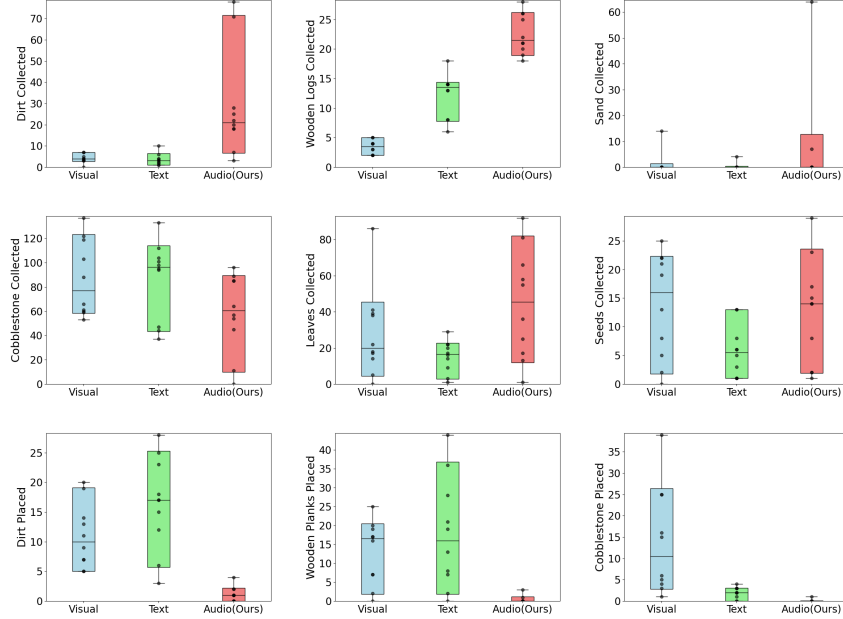 Dirt Collected
70
60
50
40
30
20
10
0
Visual
Text
Audio(Ours)
Wooden Logs Collected
25
20
15
10
5
0
Visual
Text
Audio(Ours)
Sand Collected
60
50
40
30
20
10
0
Visual
Text
Audio(Ours)
Cobblestone Collected
120
100
80
60
40
20
0
Visual
Text
Audio(Ours)
Leaves Collected
80
60
40
20
0
Visual
Text
Audio(Ours)
Seeds Collected
25
20
15
10
5
0
Visual
Text
Audio(Ours)
Dirt Placed
25
20
15
10
5
0
Visual
Text
Audio(Ours)
Wooden Planks Placed
40
35
30
25
20
15
10
5
0
Visual
Text
Audio(Ours)
Cobblestone Placed
35
30
25
20
15
10
5
0
Visual
Text
Audio(Ours)